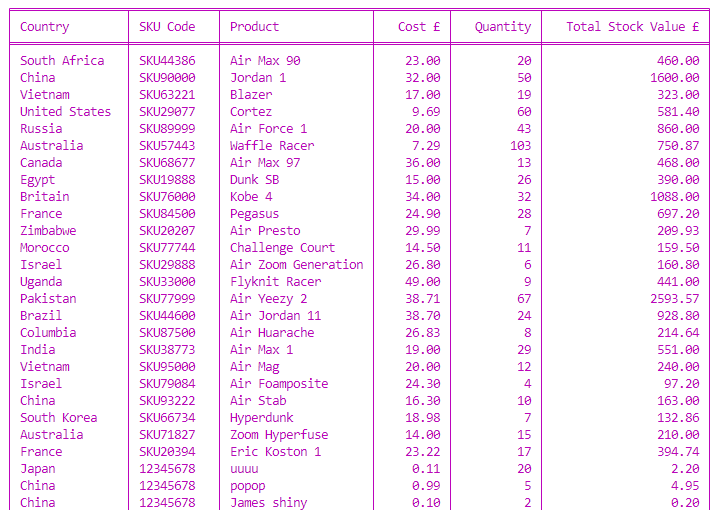 Country SKU Code Product Cost £ Quantity Total Stock Value £
South Africa SKU44386 Air Max 90 23.00 20 460.00
China SKU90000 Jordan 1 32.00 50 1600.00
Vietnam SKU63221 Blazer 17.00 19 323.00
United States SKU29077 Cortez 9.69 60 581.40
Russia SKU89999 Air Force 1 20.00 43 860.00
Australia SKU57443 Waffle Racer 7.29 103 750.87
Canada SKU68677 Air Max 97 36.00 13 468.00
Egypt SKU19888 Dunk SB 15.00 26 390.00
Britain SKU76000 Kobe 4 34.00 32 1088.00
France SKU84500 Pegasus 24.90 28 697.20
Zimbabwe SKU20207 Air Presto 29.99 7 209.93
Morocco SKU77744 Challenge Court 14.50 11 159.50
Israel SKU29888 Air Zoom Generation 26.80 6 160.80
Uganda SKU33000 Flyknit Racer 49.00 9 441.00
Pakistan SKU77999 Air Yeezy 2 38.71 67 2593.57
Brazil SKU44600 Air Jordan 11 38.70 24 928.80
Columbia SKU87500 Air Huarache 26.83 8 214.64
India SKU38773 Air Max 1 19.00 29 551.00
Vietnam SKU95000 Air Mag 20.00 12 240.00
Israel SKU79084 Air Foamposite 24.30 4 97.20
China SKU93222 Air Stab 16.30 10 163.00
South Korea SKU66734 Hyperdunk 18.98 7 132.86
Australia SKU71827 Zoom Hyperfuse 14.00 15 210.00
France SKU20394 Eric Koston 1 23.22 17 394.74
Japan 12345678 uuuu 0.11 20 2.20
China 12345678 popop 0.99 5 4.95
China 12345678 James shiny 0.10 2 0.20